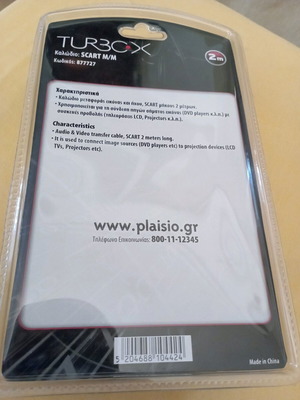 TURBO-X
2m
Καλώδιο: SCART M/M
Κωδικός: 877727
Χαρακτηριστικά
• Καλώδιο μεταφοράς εικόνας και ήχου, SCART μήκους 2 μέτρων.
• Χρησιμοποιείται για τη σύνδεση πηγών σήματος εικόνας (DVD players κ.λ.π.) με
συσκευές προβολής (τηλεοράσεις LCD, Projectors κ.λ.π.).
Characteristics
• Audio & Video transfer cable, SCART 2 meters long.
• It is used to connect image sources (DVD players etc) to projection devices (LCD
TVs, Projectors etc).
www.plaisio.gr
Τηλέφωνο Επικοινωνίας: 800-11-12345
5 204688 104424
Made in China